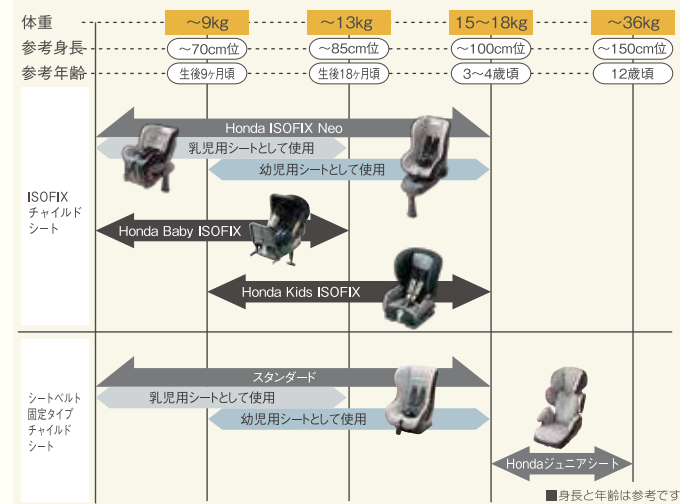 体重 ～9kg ～13kg 15～18kg ～36kg
参考身長 ～70cm位 ～85cm位 ～100cm位 ～150cm位
参考年齢 生後9ヶ月頃 生後18ヶ月頃 3～4歳頃 12歳頃
Honda ISOFIX Neo
乳児用シートとして使用
幼児用シートとして使用
ISOFIX
チャイルド
シート
Honda Baby ISOFIX
Honda Kids ISOFIX
スタンダード
乳児用シートとして使用
幼児用シートとして使用
シートベルト
固定タイプ
チャイルド
シート
Hondaジュニアシート
■身長と年齢は参考です